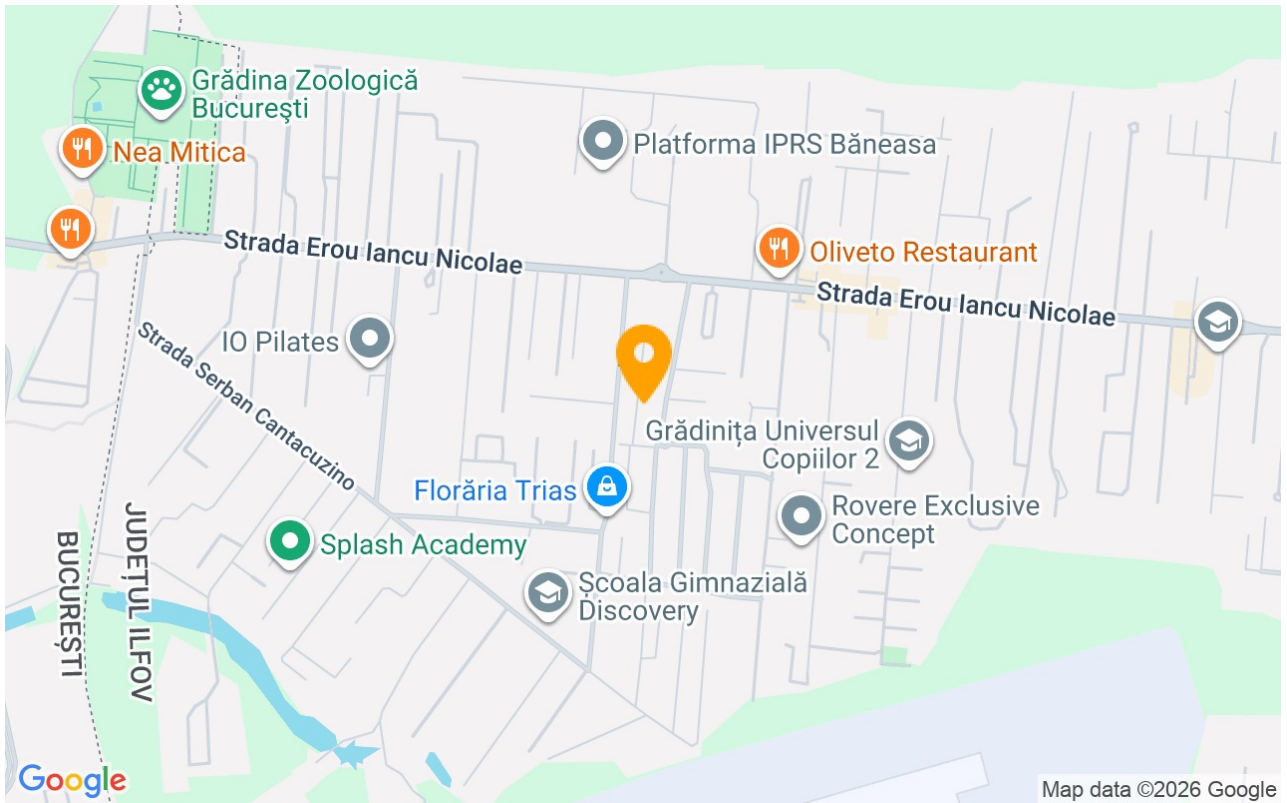 Grădina Zoologică
București
Nea Mitica
Platforma IPRS Băneasa
Strada Erou Iancu Nicolae
Oliveto Restaurant
Strada Erou Iancu Nicolae
IO Pilates
Strada Serban Cantacuzino
Grădinița Universul
Copiilor 2
Florăria Trias
Rovere Exclusive
Concept
Splash Academy
Școala Gimnazială
Discovery
JUDEȚUL ILFOV
BUCUREȘTI
Google
Map data ©2026 Google